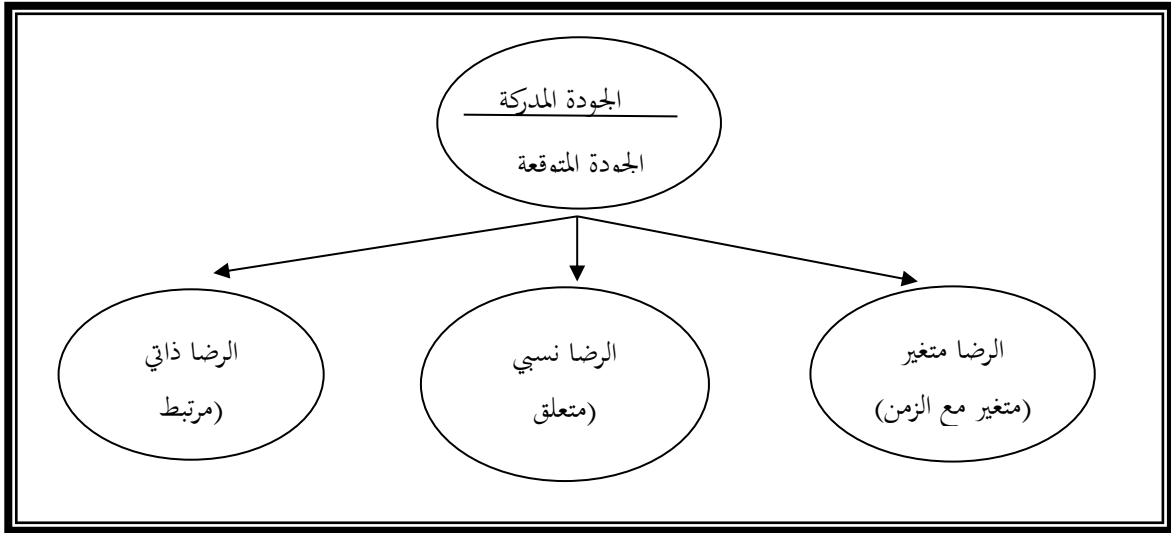 الجودة المدركة
الجودة المتوقعة
الرضا متغير
(متغير مع الزمن)
الرضا نسبي
(متعلق
الرضا ذاتي
(مرتبط